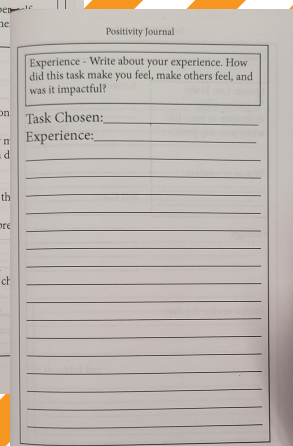 Positivity Journal
Experience - Write about your experience. How
did this task make you feel, make others feel, and
was it impactful?
Task Chosen:
Experience: